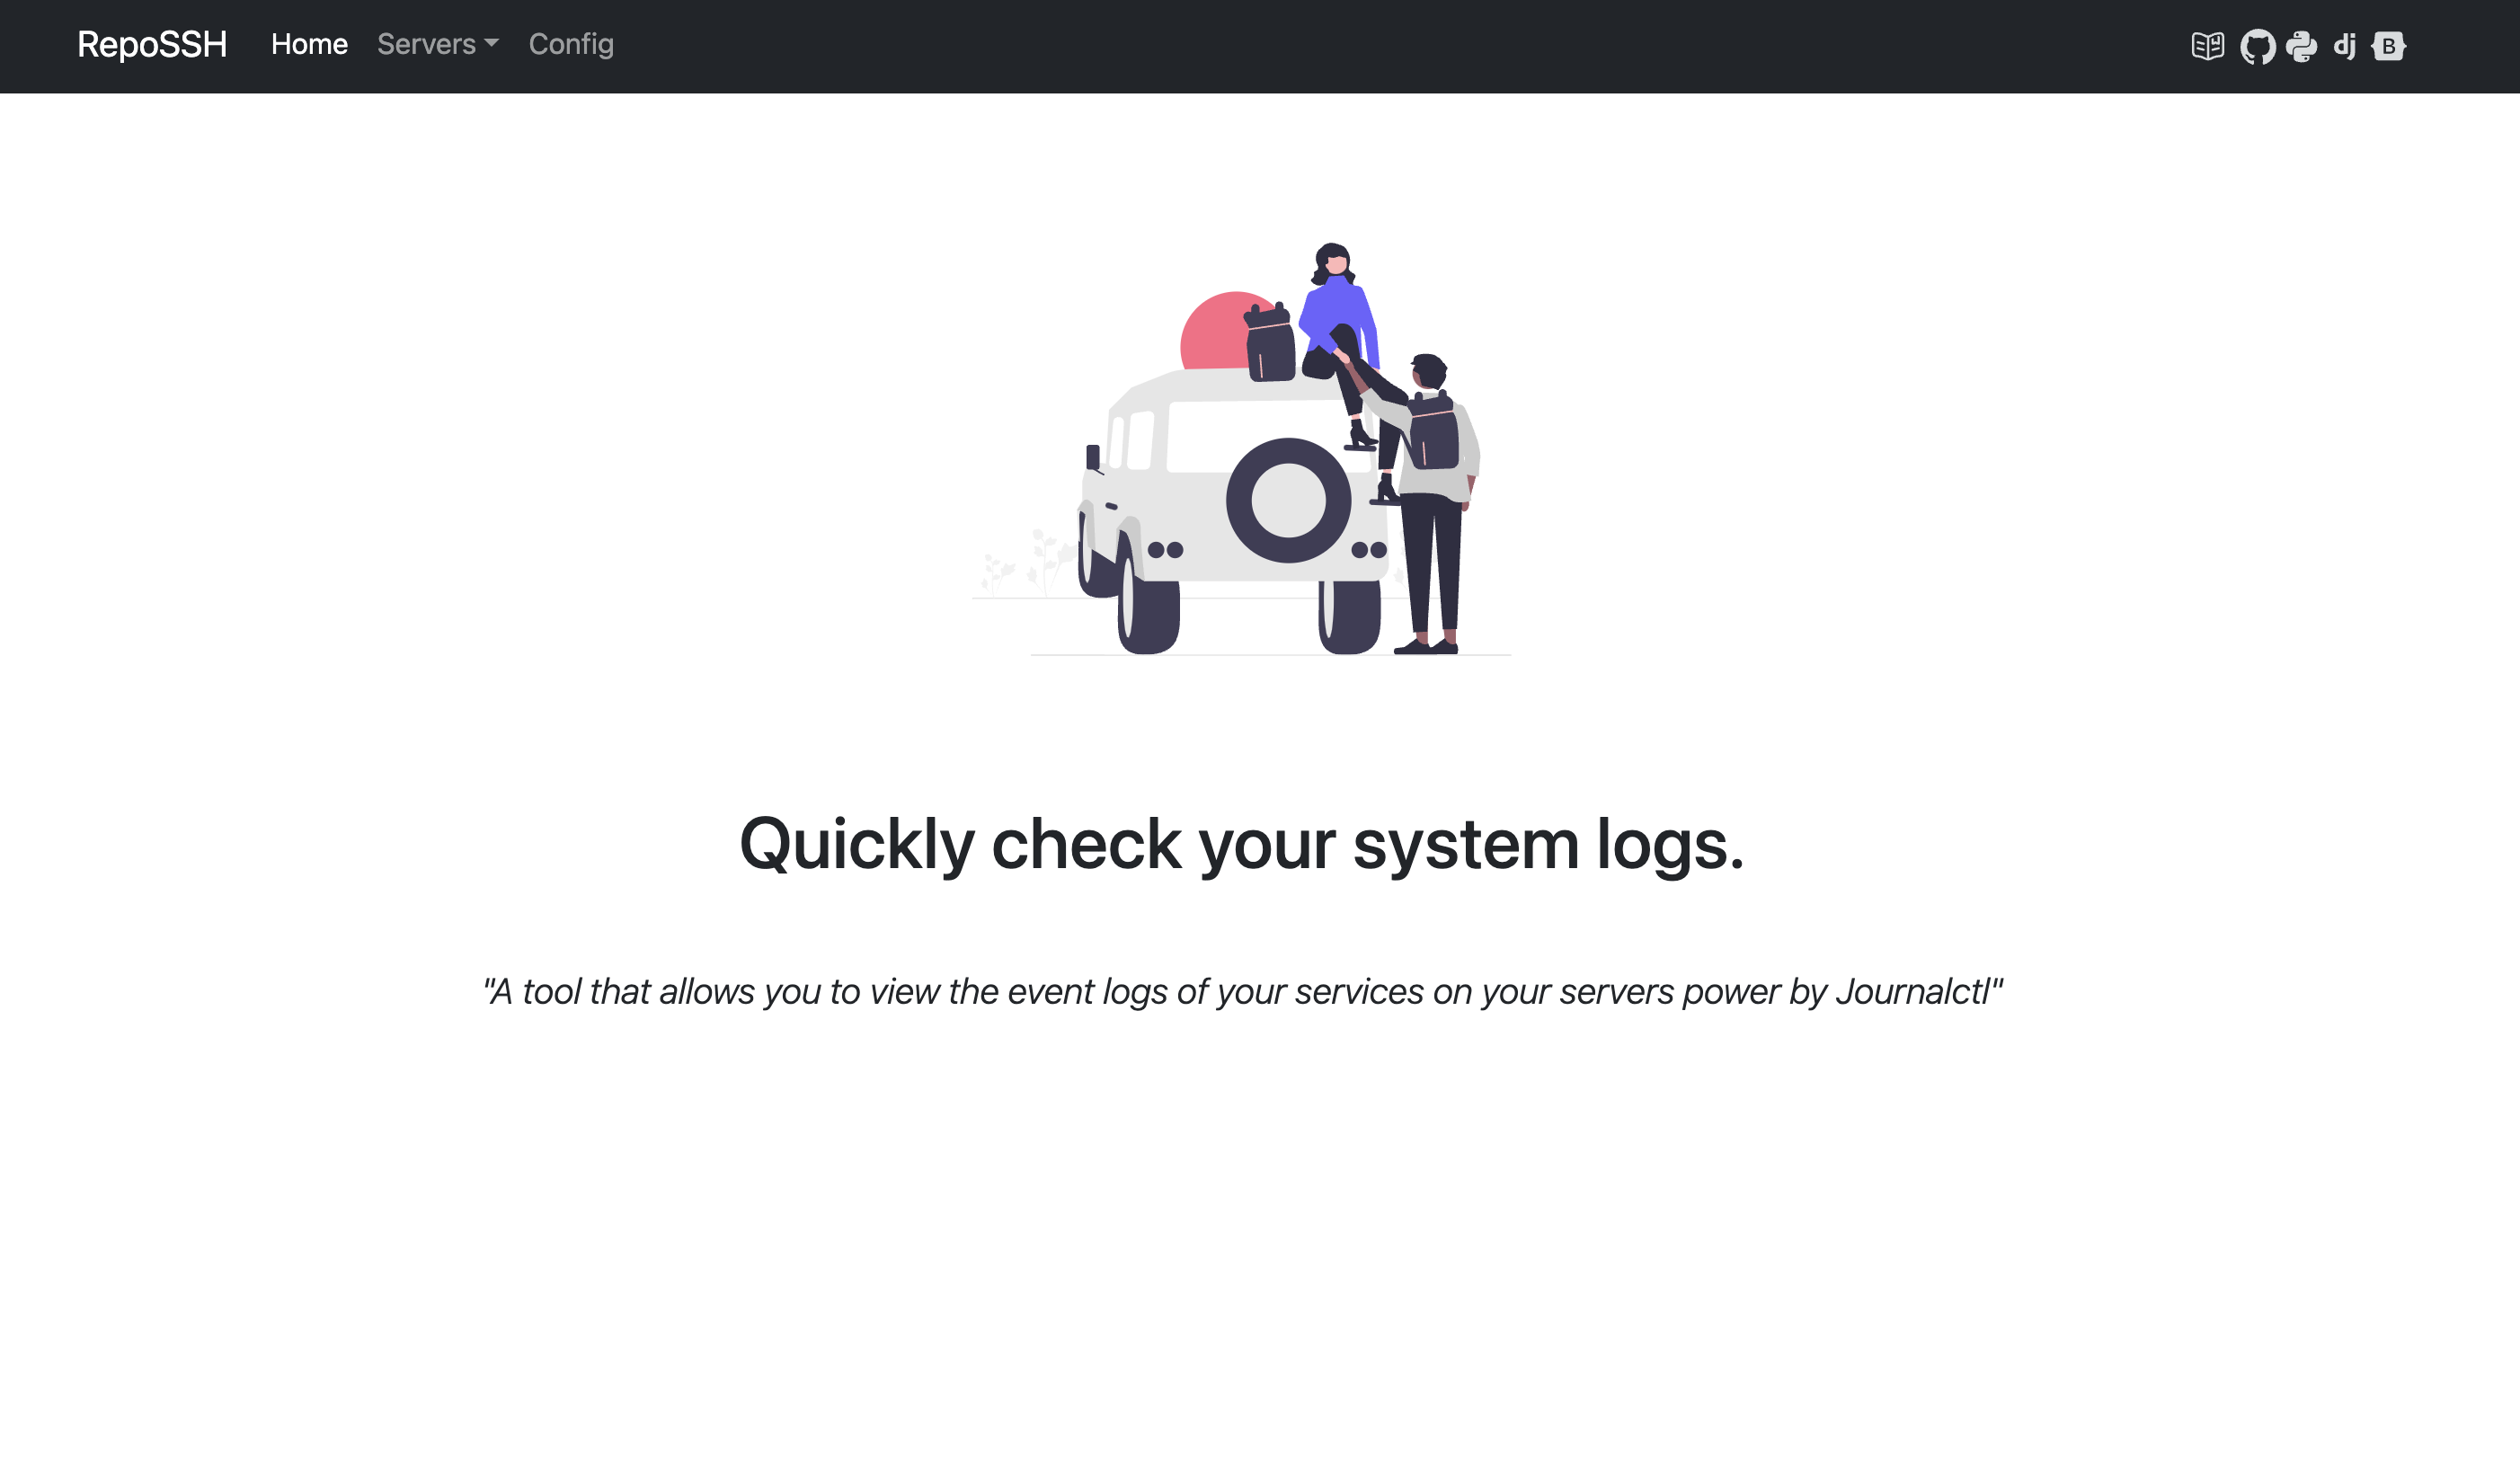 RepoSSH Home Servers Config dj B
Quickly check your system logs.
"A tool that allows you to view the event logs of your services on your servers power by Journalctl"